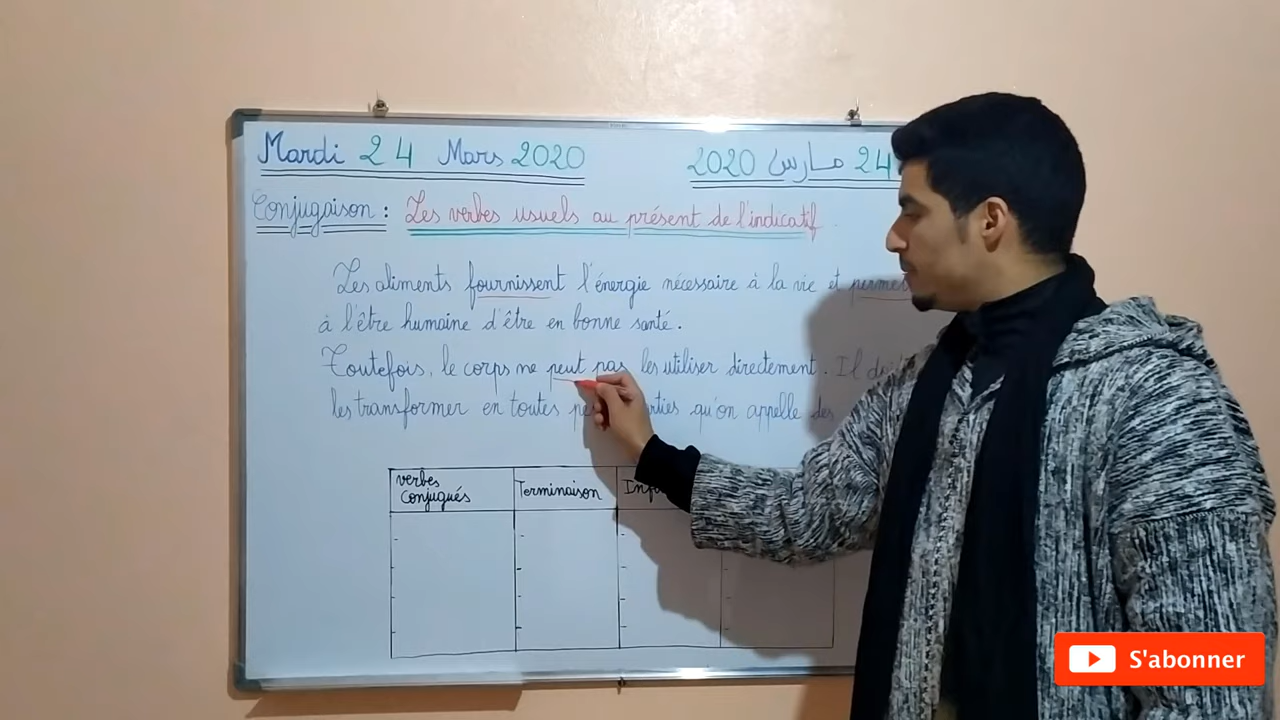 Mardi 24 Mars 2020
24 مارس 2020
Conjugaison : Les verbes usuels au présent de l'indicatif
Les aliments fournissent l'énergie nécessaire à la vie et
à l'être humaine d'être en bonne santé.
Toutefois, le corps ne peut pas les utiliser directement. Il
les transformer en toutes qu'on appelle des
verbes Conjugués
Terminaison
S'abonner